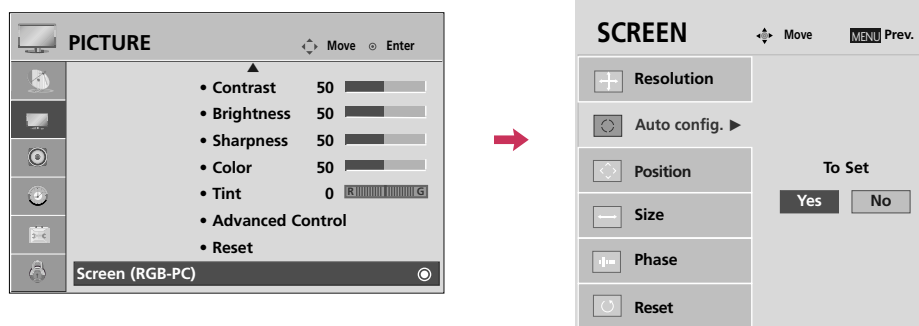 PICTURE
Move ⊙ Enter
• Contrast 50
• Brightness 50
• Sharpness 50
• Color 50
• Tint 0 R G
• Advanced Control
• Reset
Screen (RGB-PC)
SCREEN
Move MENU Prev.
Resolution
Auto config. ▶
Position
Size
Phase
Reset
To Set
Yes No